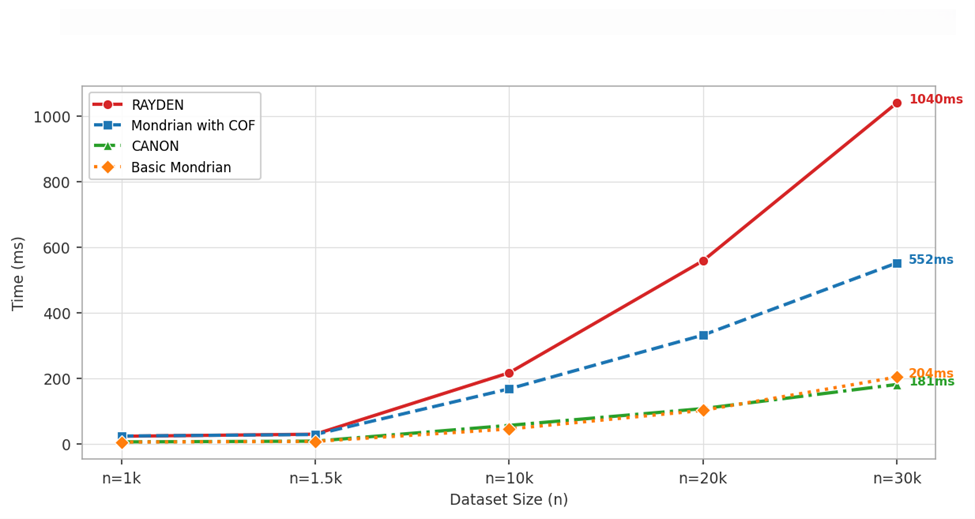 RAYDEN
Mondrian with COF
CANON
Basic Mondrian
1040ms
552ms
204ms
181ms
1000
800
600
400
200
0
Time (ms)
n=1k n=1.5k n=10k n=20k n=30k
Dataset Size (n)